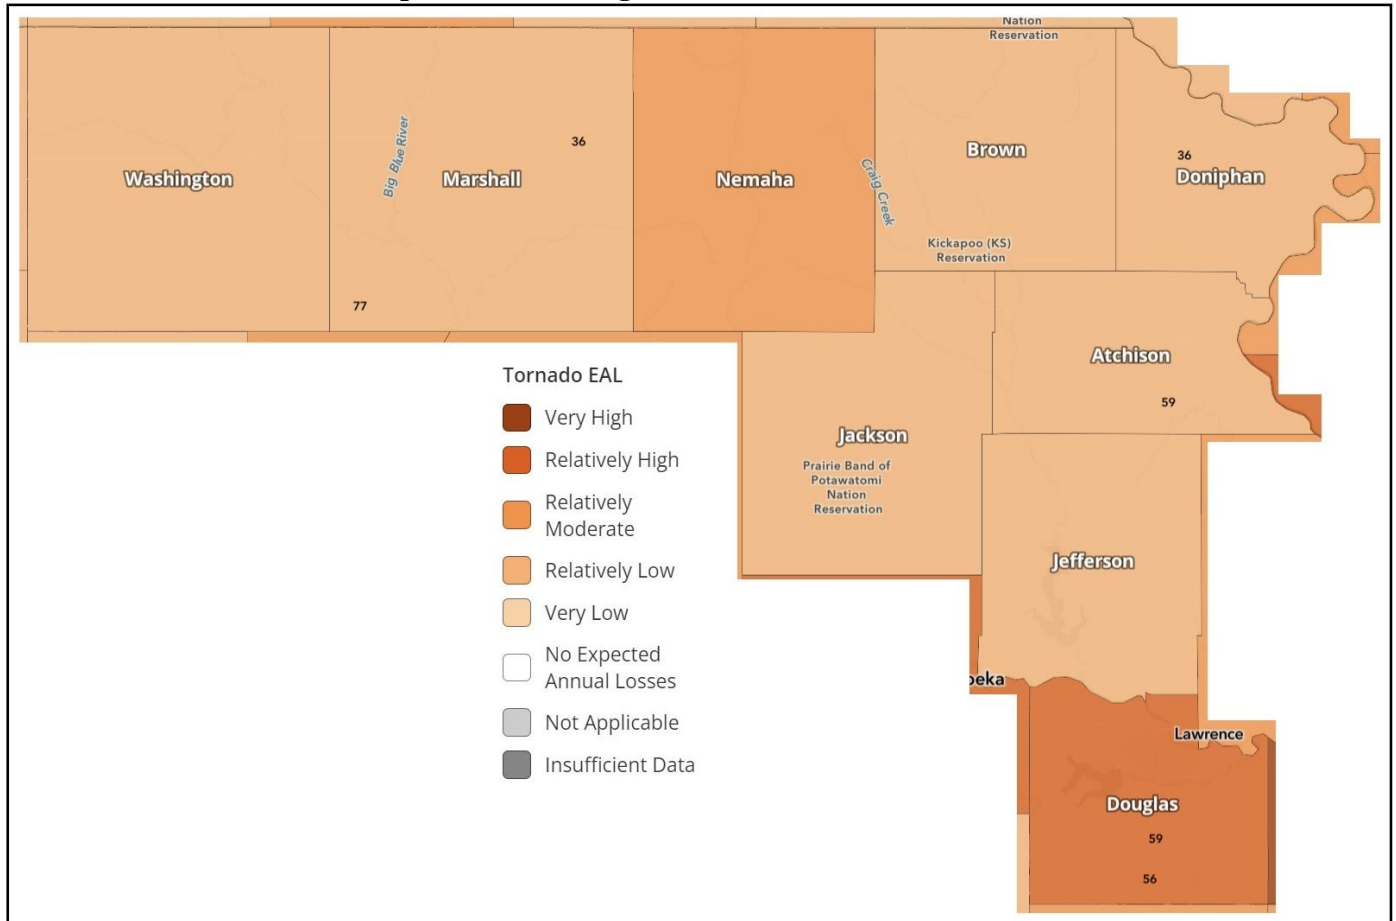 Nation
Reservation
36
36
Brown
Washington
Big Blue River
Marshall
Nemaha
Craig Creek
Doniphan
Kickapoo (KS)
Reservation
77
Atchison
59
Tornado EAL
Very High
Relatively High
Relatively
Moderate
Relatively Low
Very Low
No Expected
Annual Losses
Not Applicable
Insufficient Data
Jackson
Prairie Band of
Potawatomi
Nation
Reservation
Jefferson
peka
Lawrence
Douglas
59
56